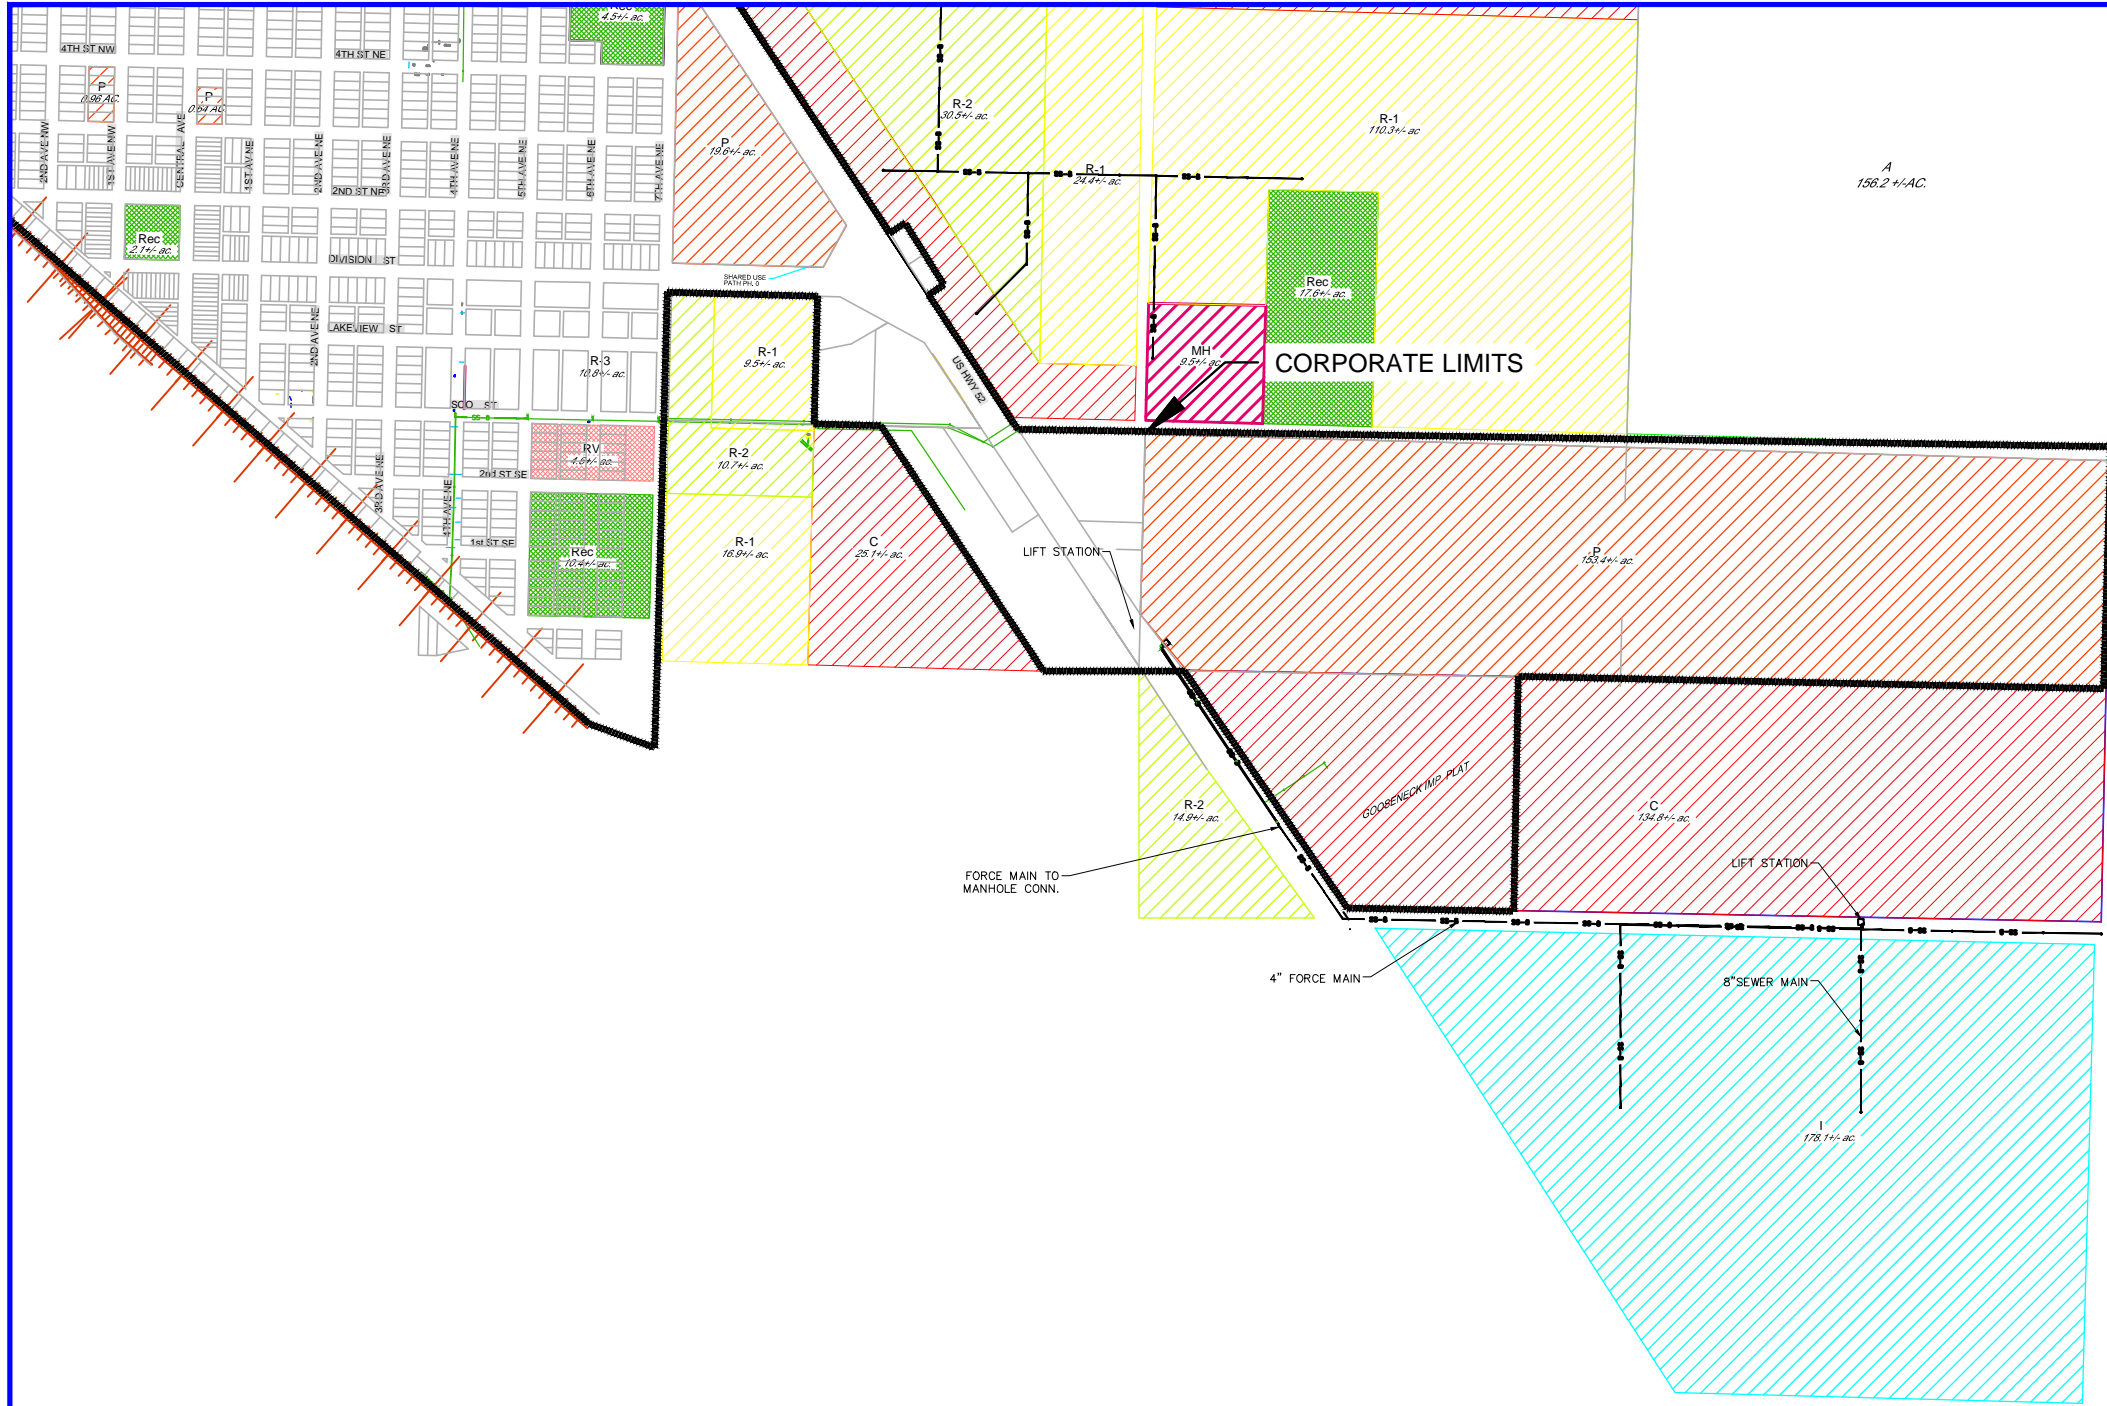 Rec
4.5+/- ac.
4TH ST NW
4TH ST NE
P
0.96 AC.
P
0.64 AC
2ND AVE NW
1ST AVE NW
CENTRAL AVE
1ST AV NE
2ND AVE NE
3RD AVE NE
4TH AVE NE
5TH AVE NE
6TH AVE NE
7TH AVE NE
2ND ST NE
P
19.6+/- ac.
R-2
30.5+/- ac.
R-1
24.4+/- ac.
R-1
110.3+/- ac
A
156.2 +/-AC.
Rec
2.1+/- ac.
DIVISION ST
SHARED USE
PATH PH. 0
Rec
17.6+/- ac.
LAKEVIEW ST
2ND AVE NE
R-3
10.8+/- ac.
R-1
9.5+/- ac.
US HWY 52
MH
9.5+/- ac
CORPORATE LIMITS
SOO ST
SS-8
RV
4.6+/- ac.
2nd ST SE
R-2
10.7+/- ac.
3RD AVE NE
4TH AVE NE
1st ST SE
Rec
10.4+/- ac.
R-1
16.9+/- ac.
C
25.1+/- ac.
LIFT STATION
P
153.4+/- ac.
GOOSENECK IMP. PLAT
R-2
14.9+/- ac.
C
134.8+/- ac.
LIFT STATION
FORCE MAIN TO
MANHOLE CONN.
4" FORCE MAIN
8"SEWER MAIN
I
178.1+/- ac.